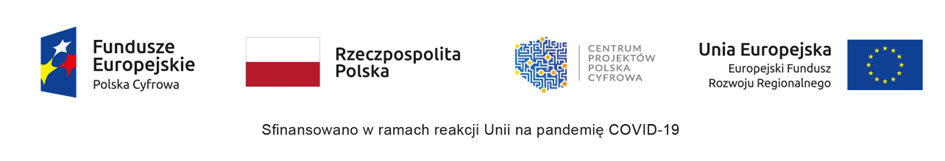 Fundusze
Europejskie
Polska Cyfrowa
Rzeczpospolita
Polska
CENTRUM
PROJEKTÓW
POLSKA
CYFROWA
Unia Europejska
Europejski Fundusz
Rozwoju Regionalnego
Sfinansowano w ramach reakcji Unii na pandemię COVID-19